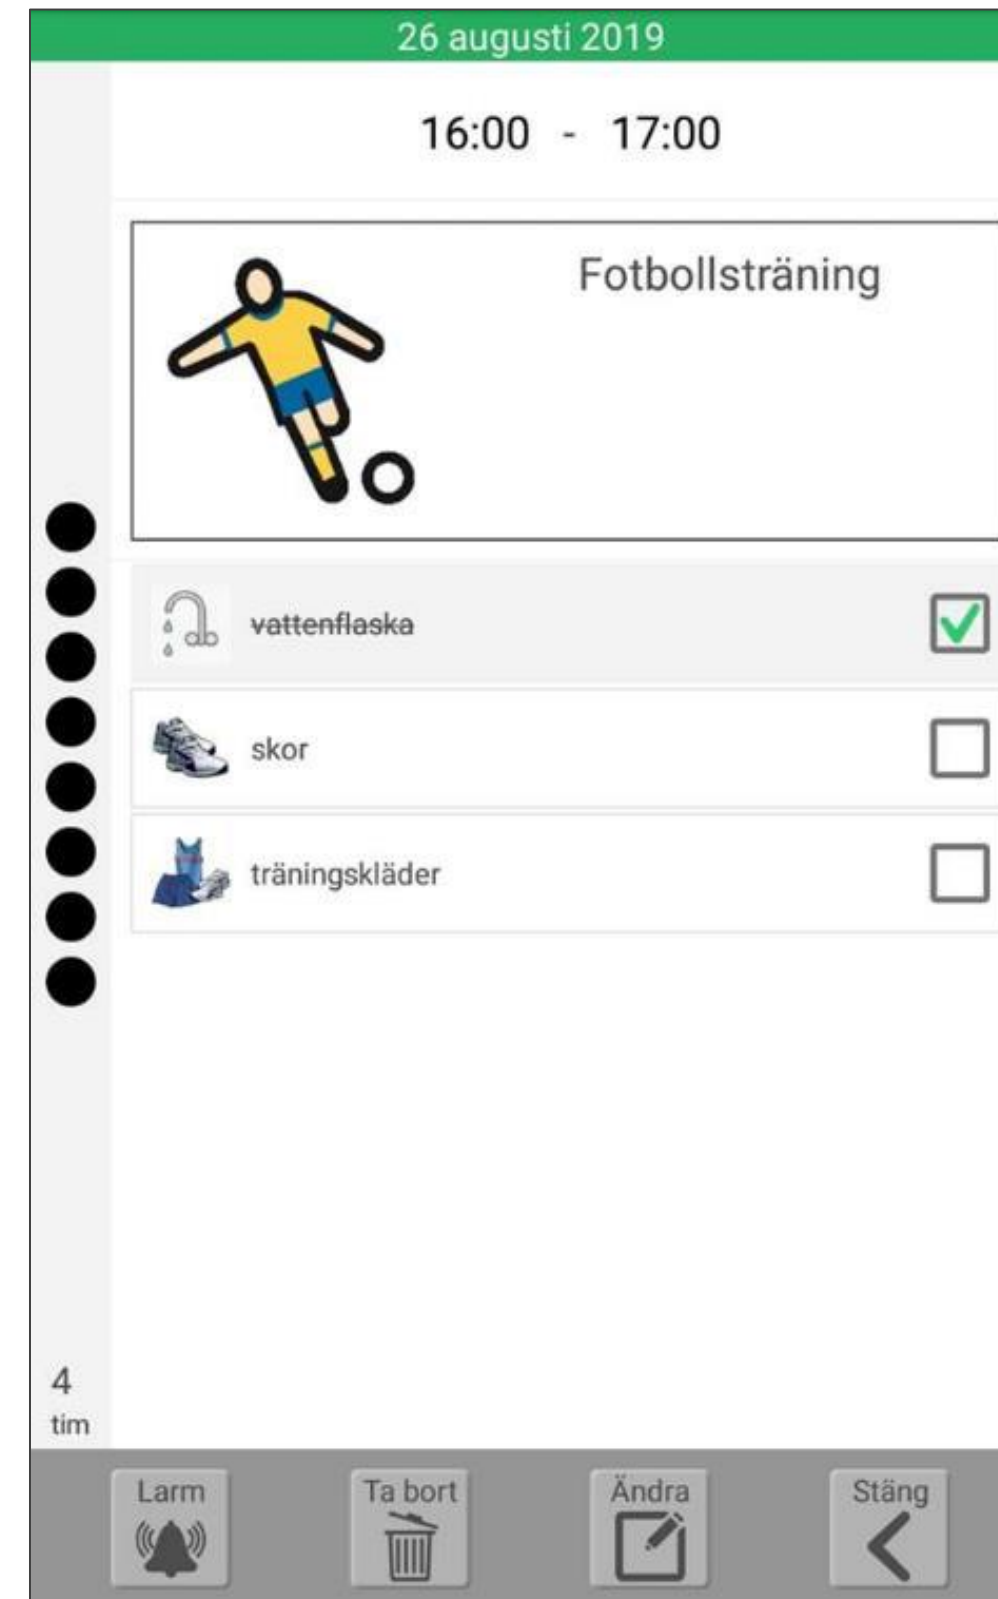 26 augusti 2019
16:00 - 17:00
Fotbollsträning
vattenflaska
skor
träningskläder
4
tim
Larm
Ta bort
Ändra
Stäng